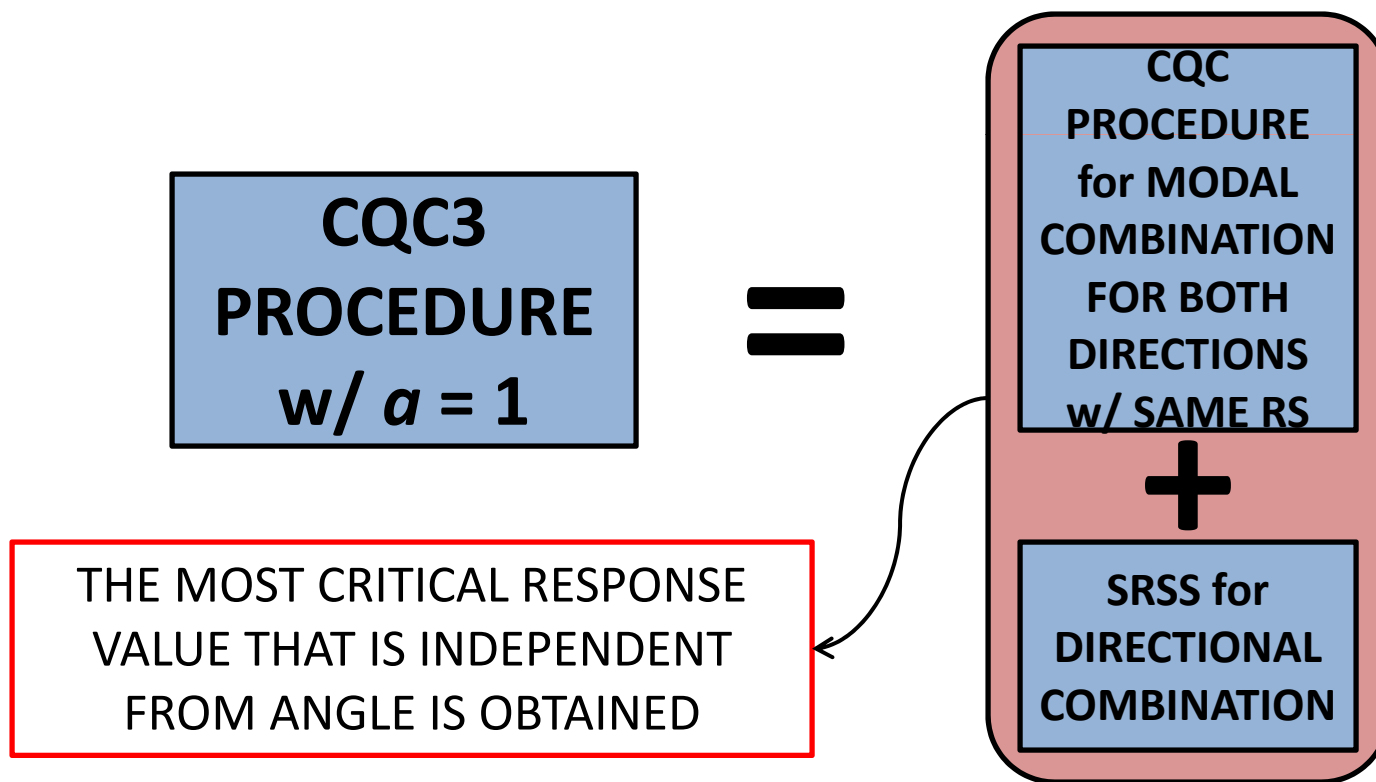 CQC3
PROCEDURE
w/ a = 1
=
CQC
PROCEDURE
for MODAL
COMBINATION
FOR BOTH
DIRECTIONS
w/ SAME RS
+
SRSS for
DIRECTIONAL
COMBINATION
THE MOST CRITICAL RESPONSE
VALUE THAT IS INDEPENDENT
FROM ANGLE IS OBTAINED